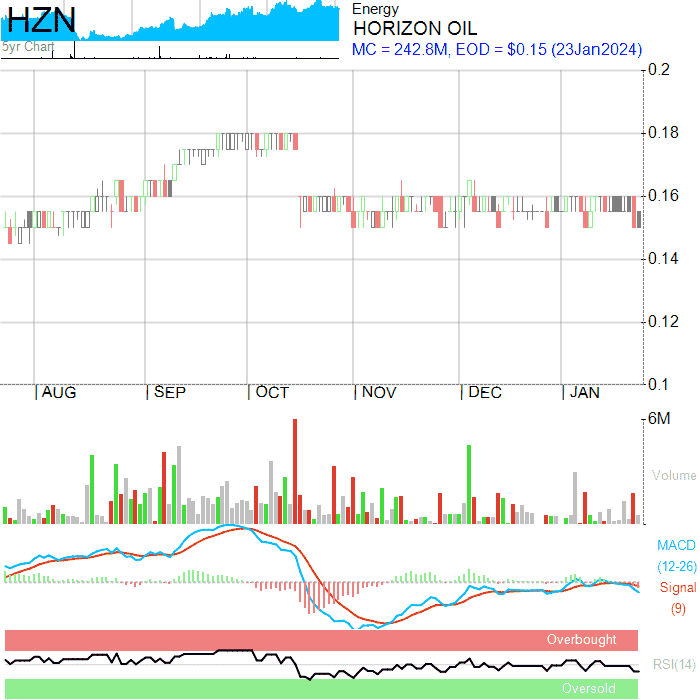 HZN
5yr Chart
Energy
HORIZON OIL
MC = 242.8M, EOD = $0.15 (23Jan2024)
0.2
0.18
0.16
0.14
0.12
0.1
AUG SEP OCT NOV DEC JAN
6M
Volume
MACD
(12-26)
Signal
(9)
Overbought
RSI(14)
Oversold